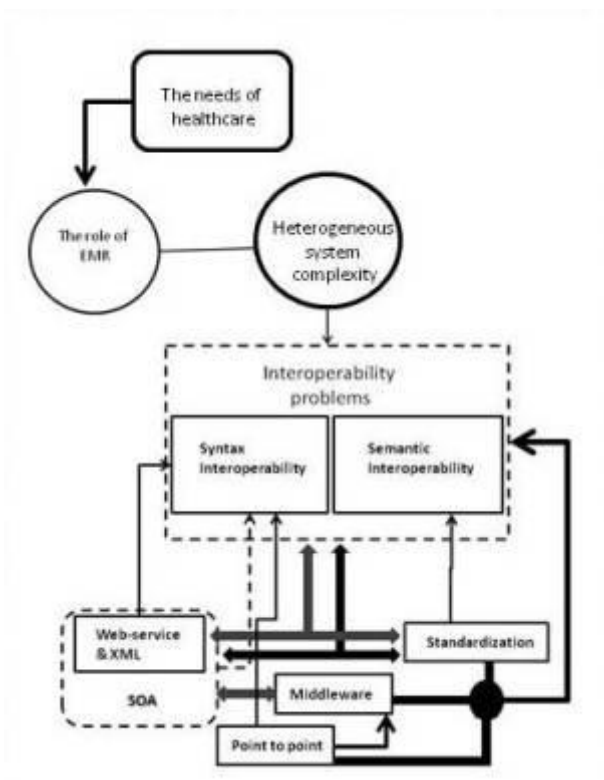 The needs of
healthcare
The role of
EMR
Heterogeneous
system
complexity
Interoperability
problems
Syntax
Interoperability
Semantic
Interoperability
Web-service
& XML
SOA
Standardization
Middleware
Point to point